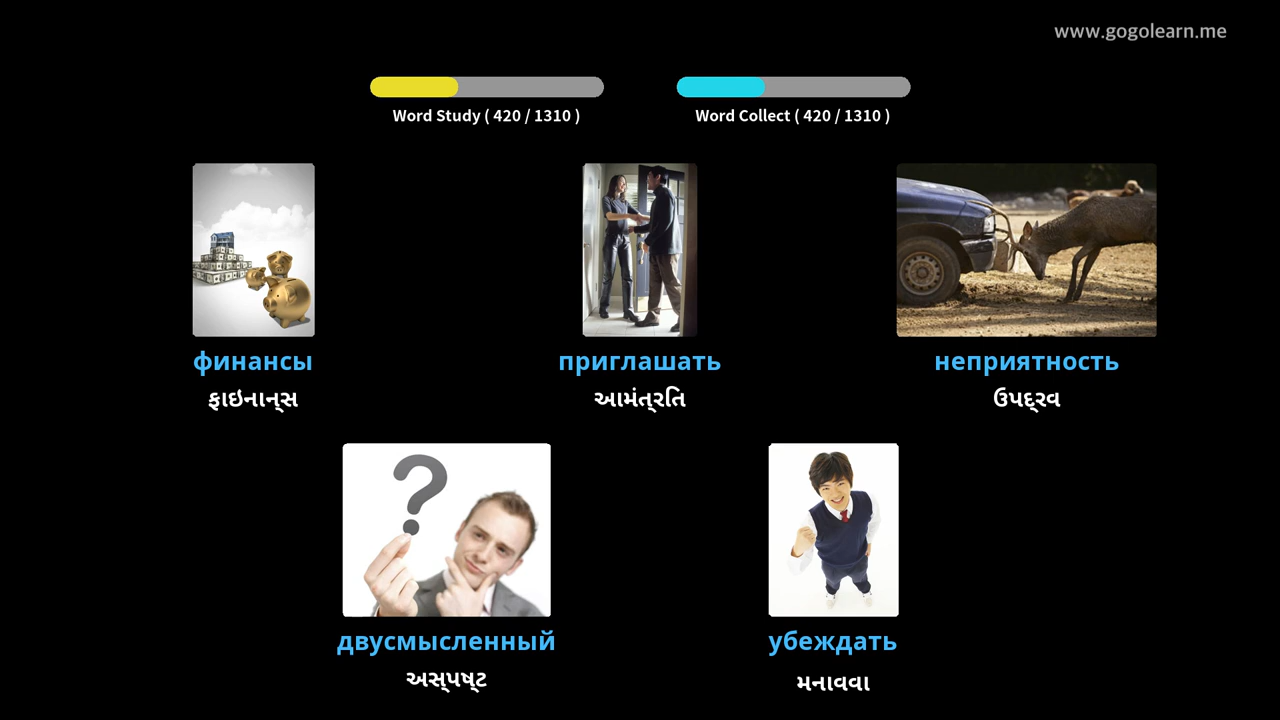 www.gogolearn.me
Word Study ( 420 / 1310 )
Word Collect ( 420 / 1310 )
финансы
ફાઇનાન્સ
приглашать
આમંત્રતિ
неприятность
ઉપદ્રવ
двусмысленный
અસ્પષ્ટ
убеждать
મનાવવા